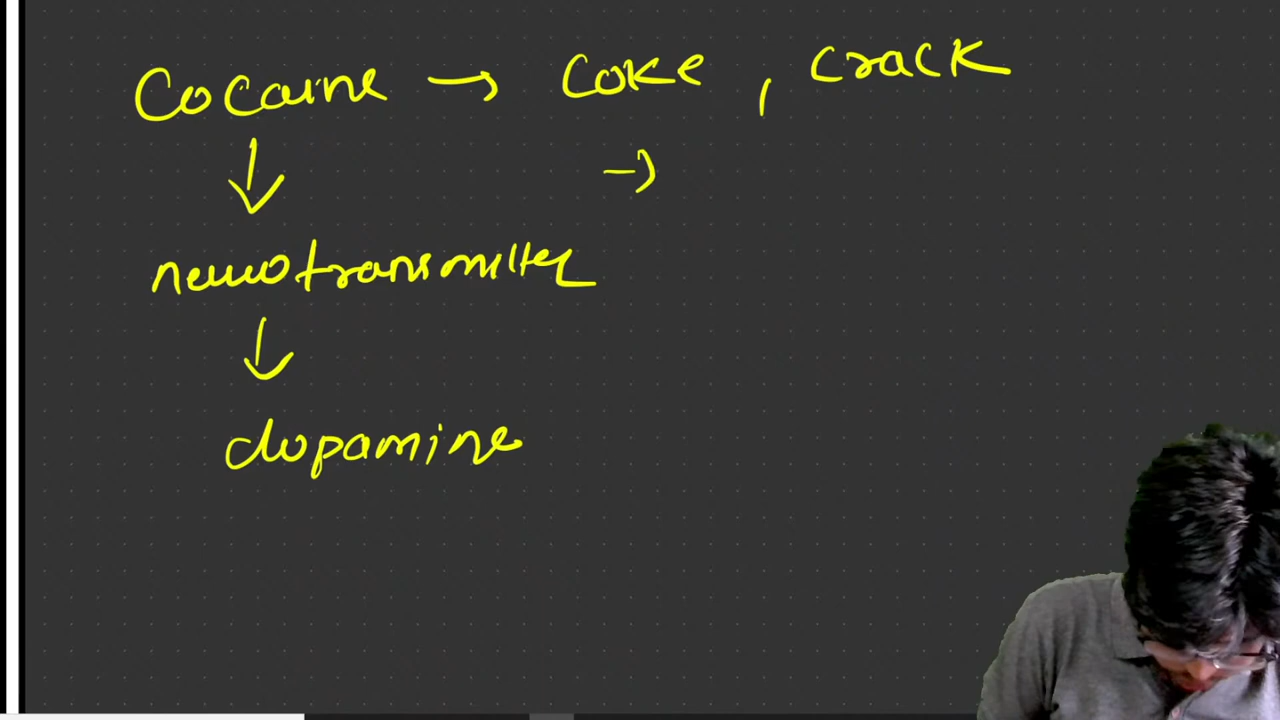 Cocaine → Coke , crack
↓ →
neurotransmitter
↓
dopamine